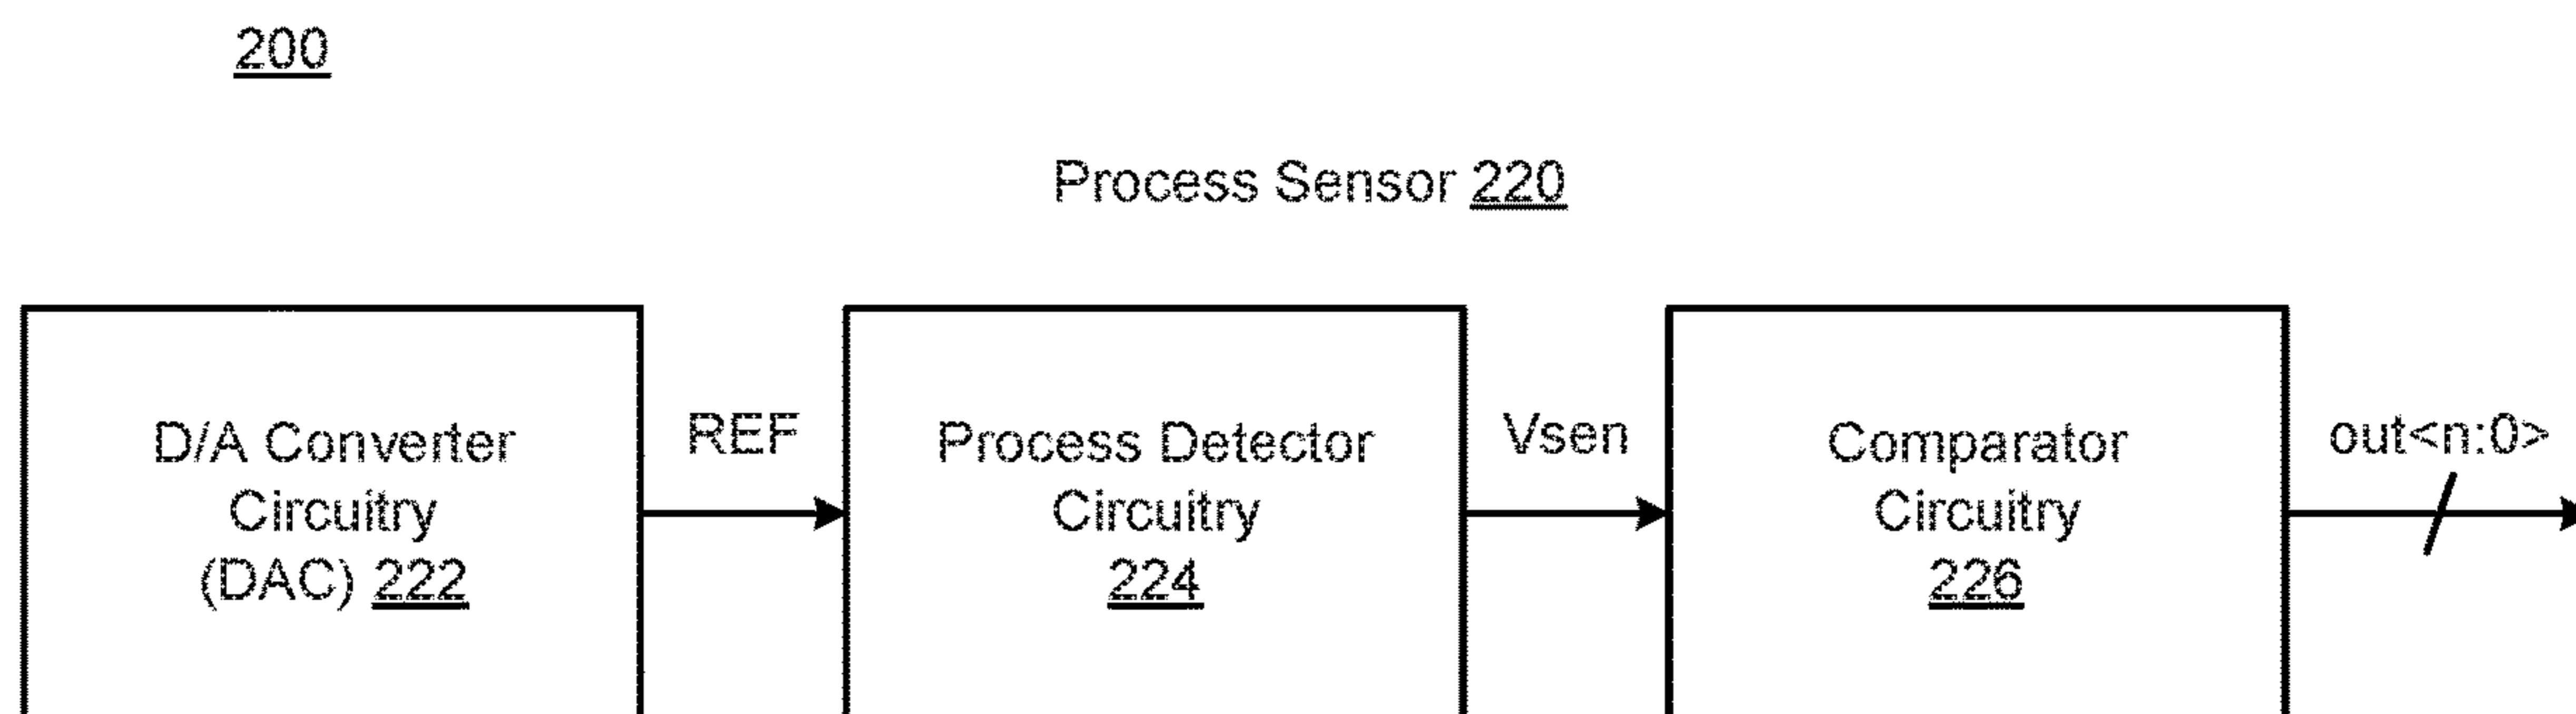 200
Process Sensor 220
D/A Converter
Circuitry
(DAC) 222
REF
Process Detector
Circuitry
224
Vsen
Comparator
Circuitry
226
out<n:0>